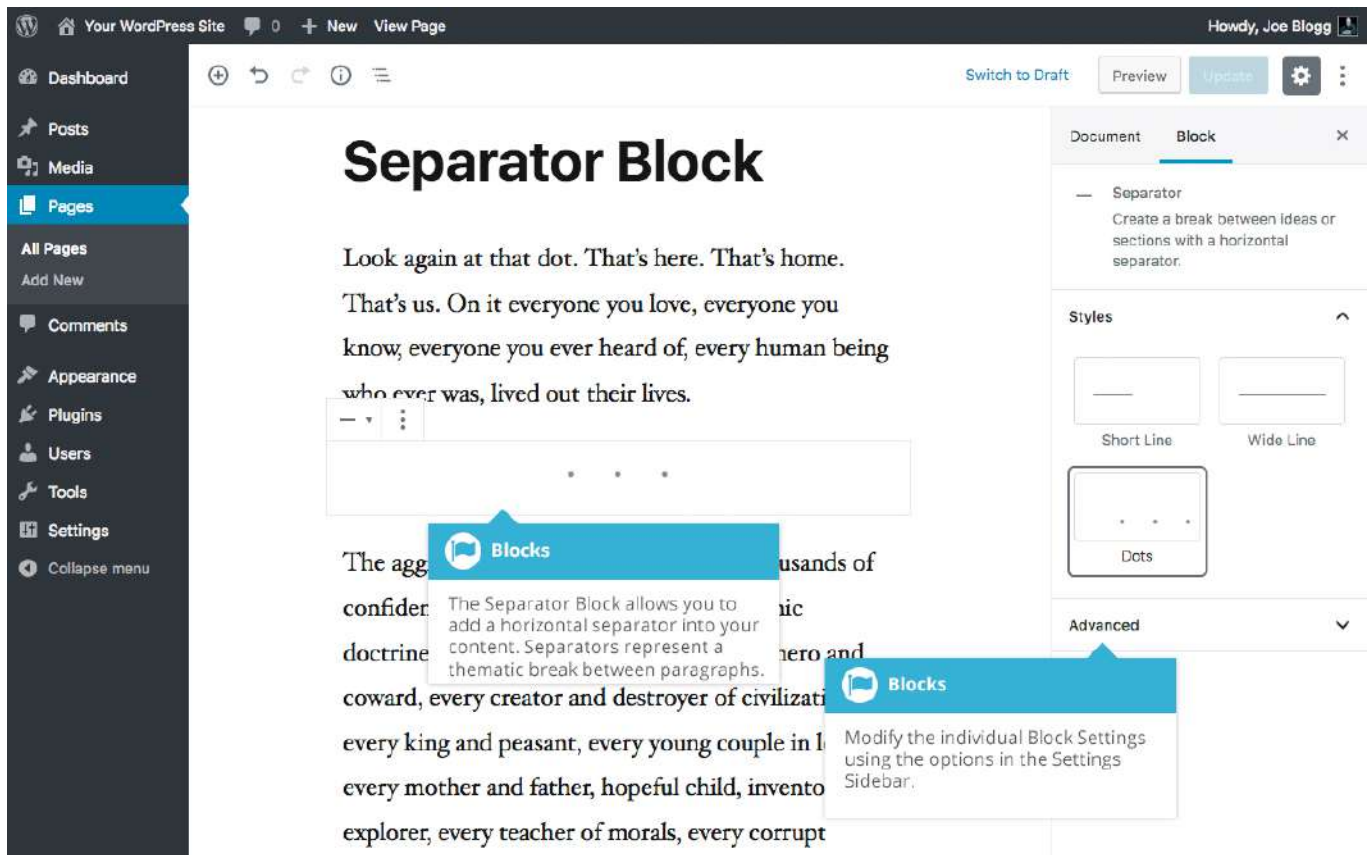 Your WordPress Site 0 New View Page Howdy, Joe Blogg
Dashboard
Posts
Media
Pages
All Pages
Add New
Comments
Appearance
Plugins
Users
Tools
Settings
Collapse menu
Switch to Draft Preview Update
Separator Block
Look again at that dot. That's here. That's home.
That's us. On it everyone you love, everyone you
know, everyone you ever heard of, every human being
who ever was, lived out their lives.
Blocks
The Separator Block allows you to
add a horizontal separator into your
content. Separators represent a
thematic break between paragraphs.
The agg usands of
confiden nic
doctrine hero and
coward, every creator and destroyer of civilizati
every king and peasant, every young couple in l
every mother and father, hopeful child, invento
explorer, every teacher of morals, every corrupt
Document Block
Separator
Create a break between ideas or
sections with a horizontal
separator.
Styles
Short Line Wide Line
Dots
Advanced
Blocks
Modify the individual Block Settings
using the options in the Settings
Sidebar.